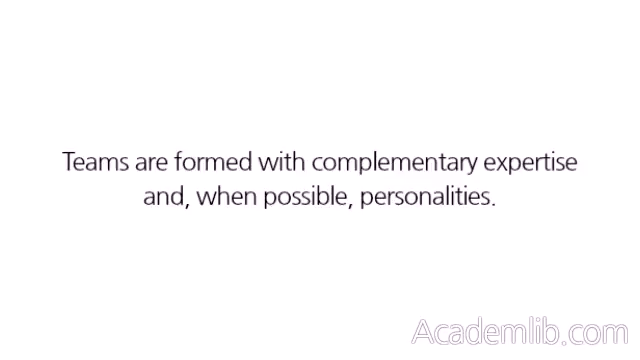 Teams are formed with complementary expertise
and, when possible, personalities.
Academlib.com